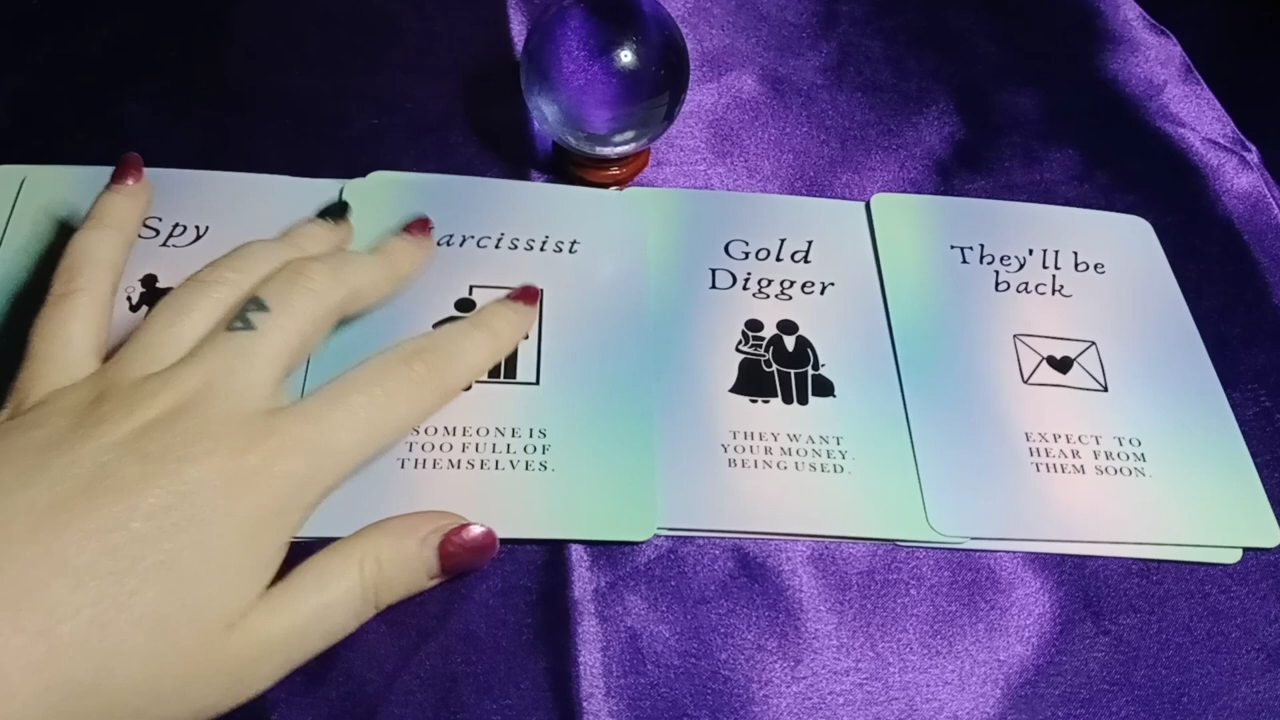 Spy
arcissist
SOMEONE IS
TOO FULL OF
THEMSELVES.
Gold
Digger
THEY WANT
YOUR MONEY.
BEING USED.
They'll be
back
EXPECT TO
HEAR FROM
THEM SOON.